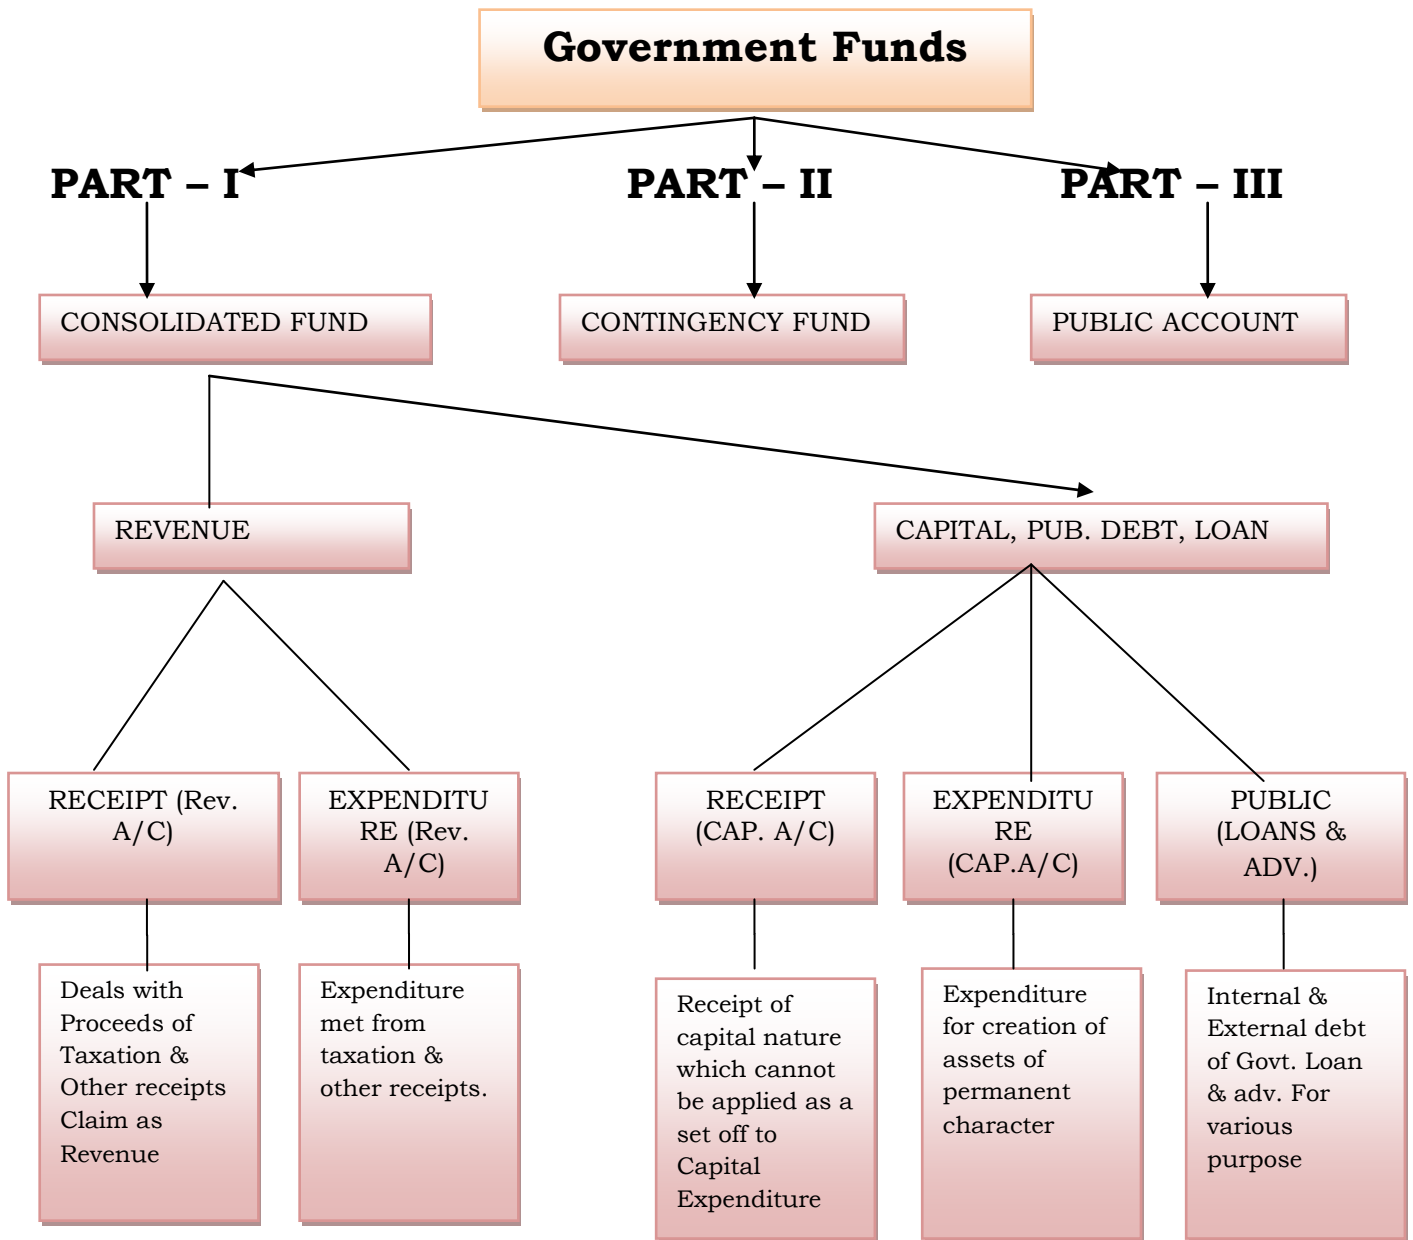 Government Funds
PART – I
PART – II
PART – III
CONSOLIDATED FUND
CONTINGENCY FUND
PUBLIC ACCOUNT
REVENUE
CAPITAL, PUB. DEBT, LOAN
RECEIPT (Rev.
A/C)
EXPENDITU
RE (Rev.
A/C)
RECEIPT
(CAP. A/C)
EXPENDITU
RE
(CAP.A/C)
PUBLIC
(LOANS &
ADV.)
Deals with
Proceeds of
Taxation &
Other receipts
Claim as
Revenue
Expenditure
met from
taxation &
other receipts.
Receipt of
capital nature
which cannot
be applied as a
set off to
Capital
Expenditure
Expenditure
for creation of
assets of
permanent
character
Internal &
External debt
of Govt. Loan
& adv. For
various
purpose